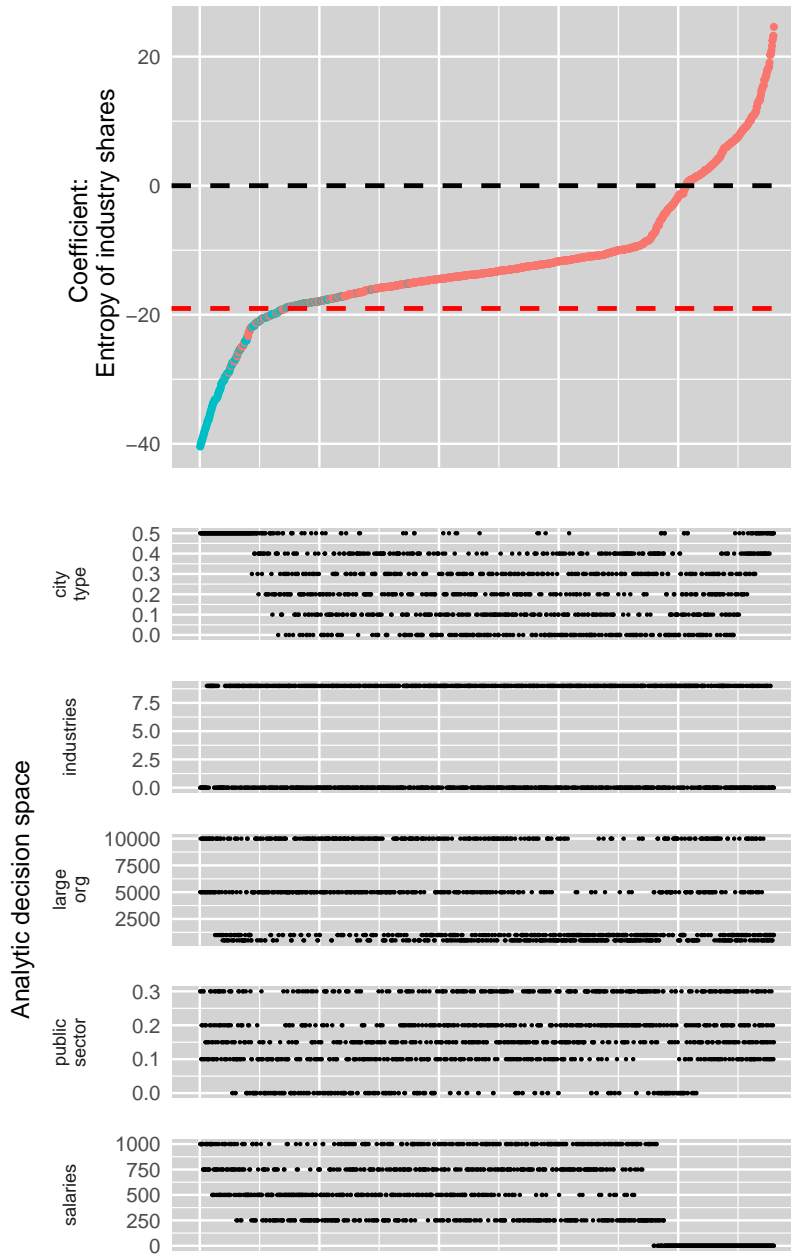 Coefficient:
Entropy of industry shares
20
0
−20
−40
Analytic decision space
city
type
0.5
0.4
0.3
0.2
0.1
0.0
industries
7.5
5.0
2.5
0.0
large
org
10000
7500
5000
2500
public
sector
0.3
0.2
0.1
0.0
salaries
1000
750
500
250
0